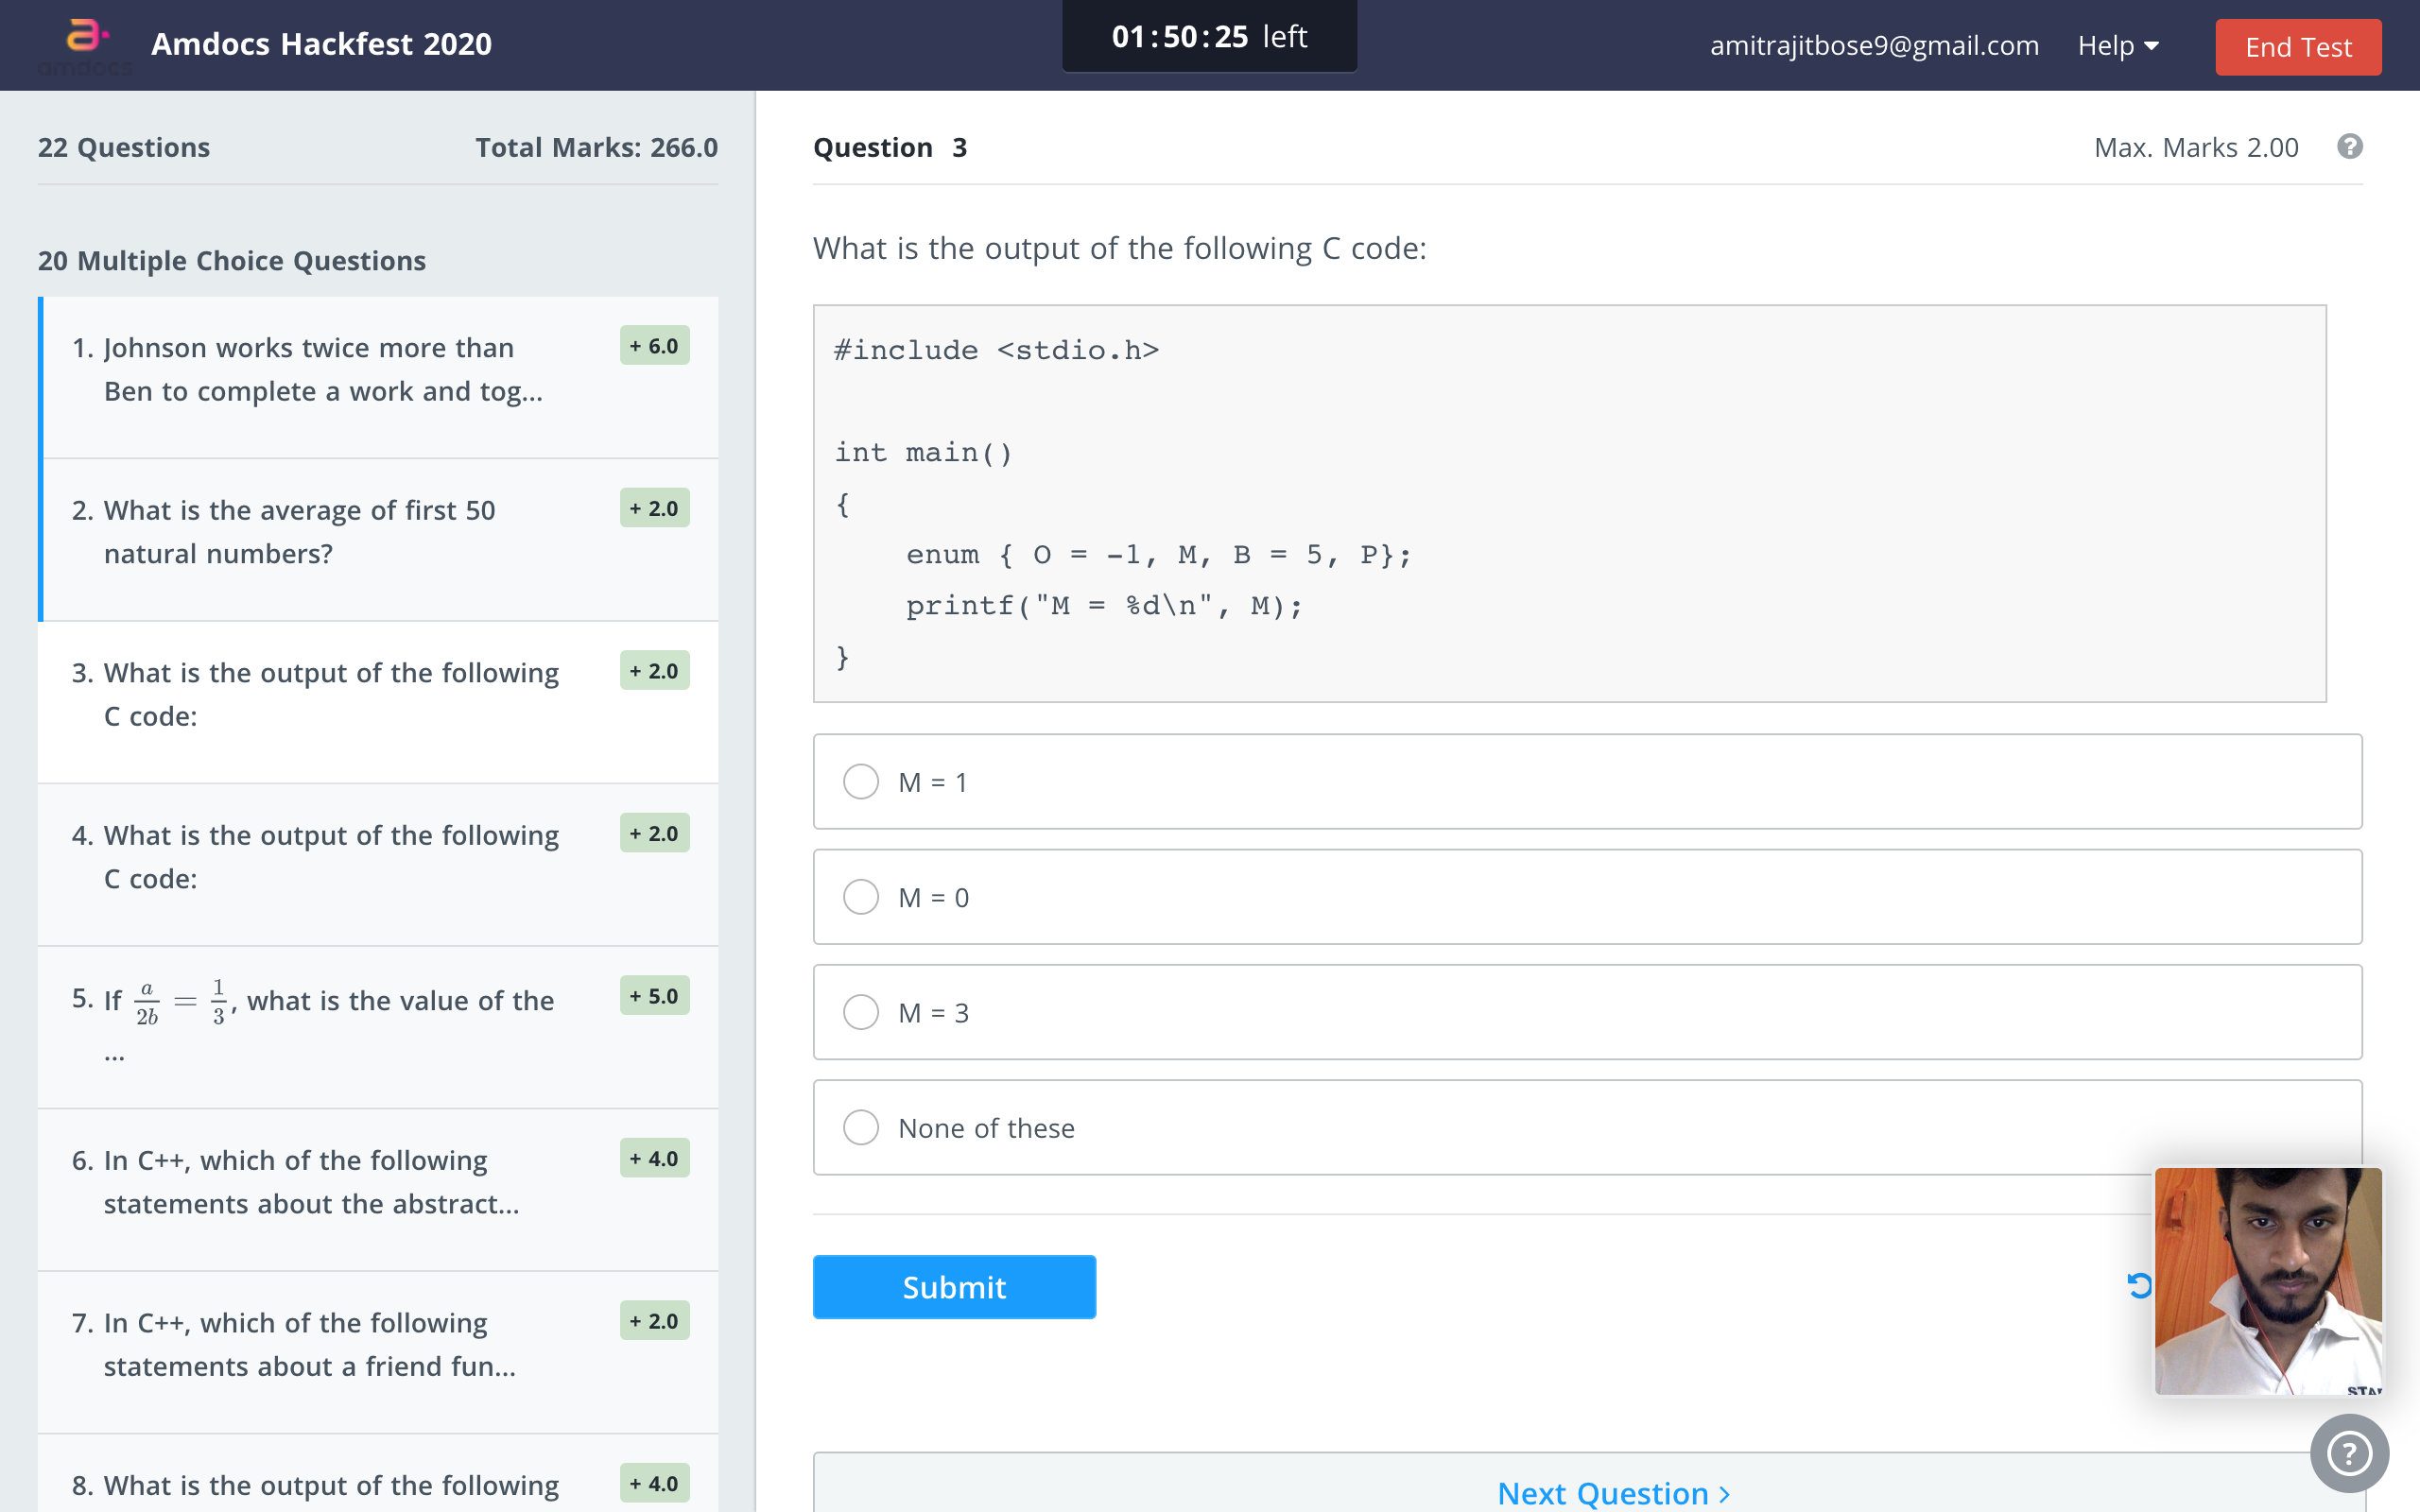 amdocs
Amdocs Hackfest 2020
01:50:25 left
amitrajitbose9@gmail.com
Help
End Test
22 Questions
Total Marks: 266.0
20 Multiple Choice Questions
1. Johnson works twice more than
Ben to complete a work and tog...
+ 6.0
2. What is the average of first 50
natural numbers?
+ 2.0
3. What is the output of the following
C code:
+ 2.0
4. What is the output of the following
C code:
+ 2.0
5. If a/2b = 1/3, what is the value of the
...
+ 5.0
6. In C++, which of the following
statements about the abstract...
+ 4.0
7. In C++, which of the following
statements about a friend fun...
+ 2.0
8. What is the output of the following
+ 4.0
Question 3
Max. Marks 2.00
?
What is the output of the following C code:
#include <stdio.h>
int main()
{
enum { O = -1, M, B = 5, P};
printf("M = %d\n", M);
}
M = 1
M = 0
M = 3
None of these
Submit
STAR
?
Next Question >